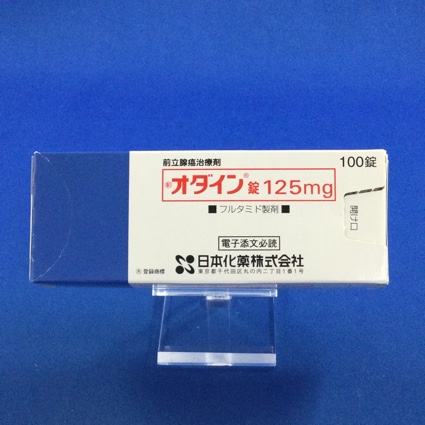 前立腺癌治療剤
100錠
®オダイン®錠125mg
■フルタミド製剤■
開け口
電子添文必読
日本化薬株式会社
東京都千代田区丸の内二丁目1番1号
®登録商標